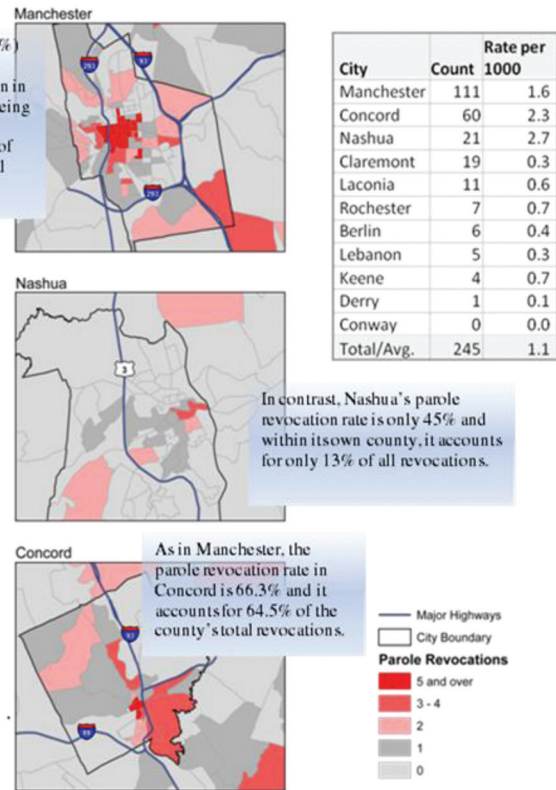 Manchester
%)
n in
eing
of
l
293
93
293
City Count Rate per 1000
Manchester 111 1.6
Concord 60 2.3
Nashua 21 2.7
Claremont 19 0.3
Laconia 11 0.6
Rochester 7 0.7
Berlin 6 0.4
Lebanon 5 0.3
Keene 4 0.7
Derry 1 0.1
Conway 0 0.0
Total/Avg. 245 1.1
Nashua
3
In contrast, Nashua's parole
revocation rate is only 45% and
within its own county, it accounts
for only 13% of all revocations.
Concord
As in Manchester, the
parole revocation rate in
Concord is 66.3% and it
accounts for 64.5% of the
county's total revocations.
93
89
Major Highways
City Boundary
Parole Revocations
5 and over
3 - 4
2
1
0